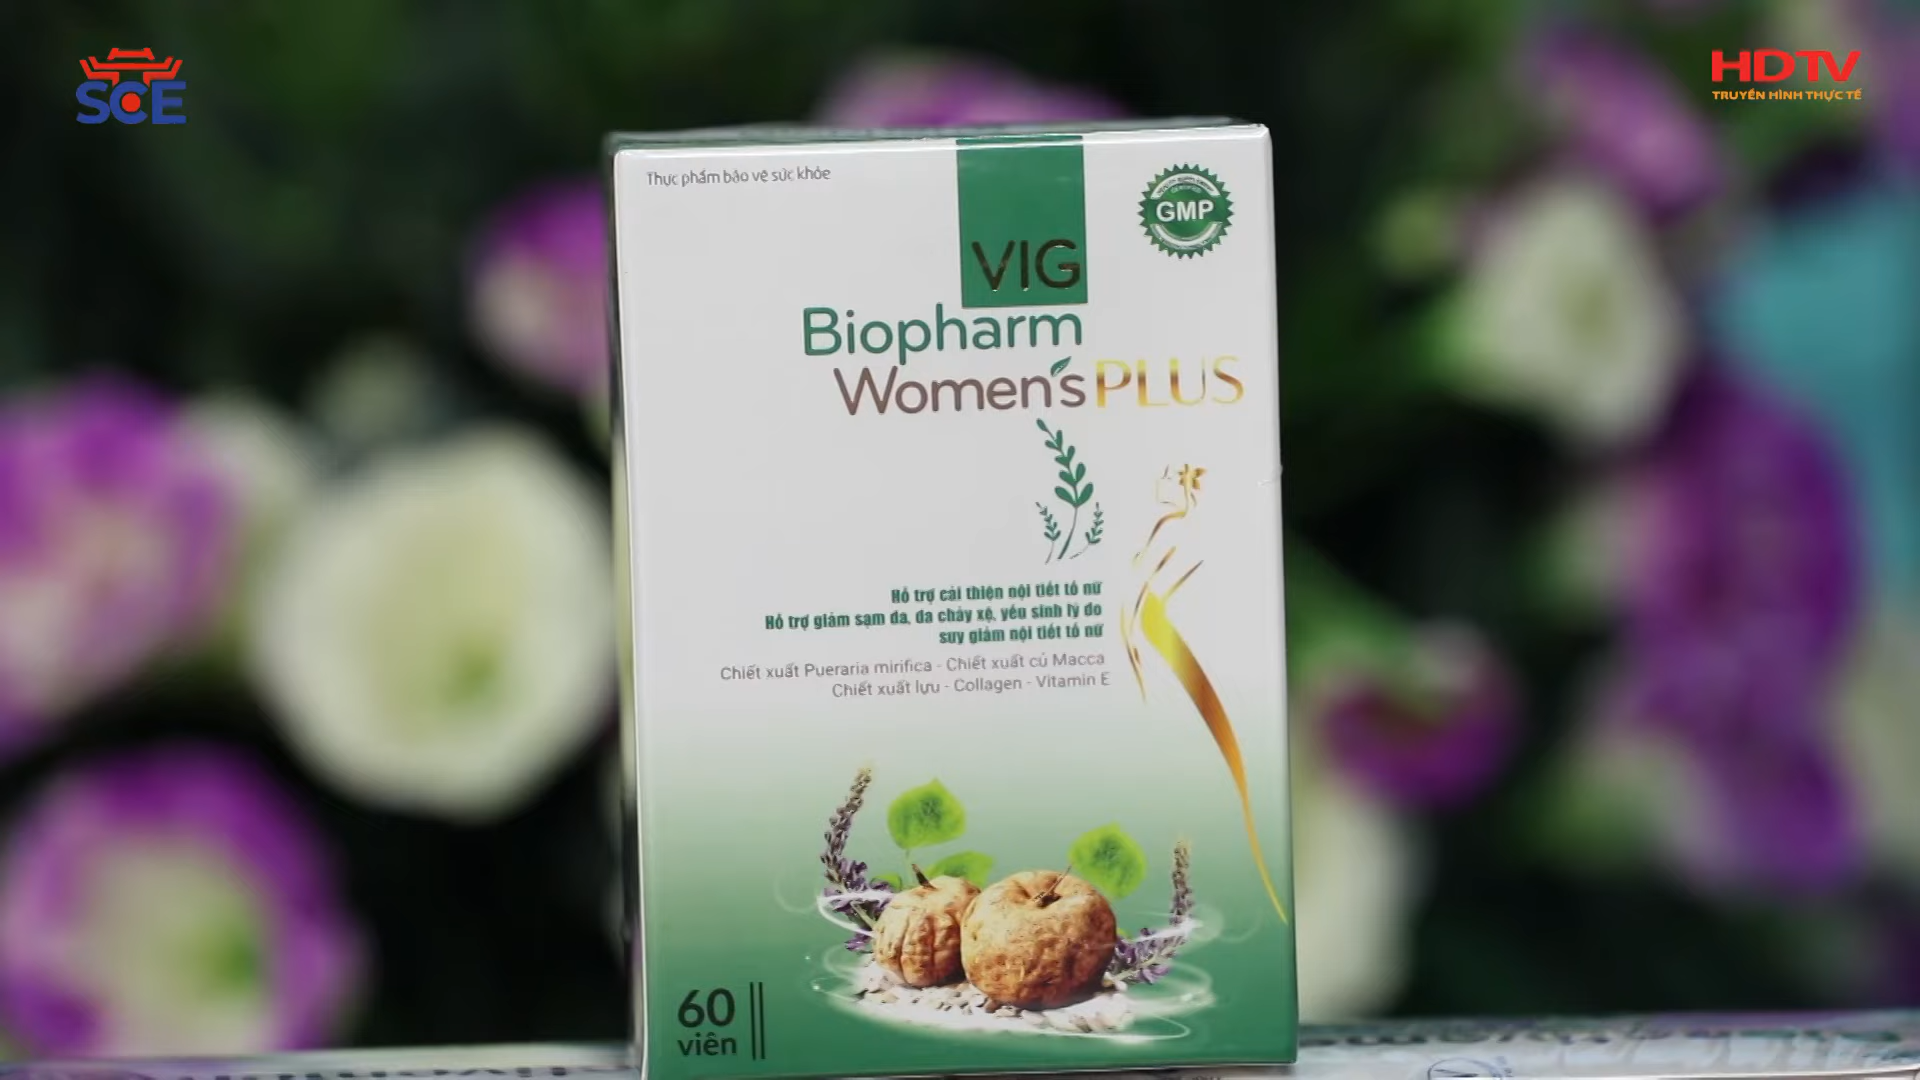 SCE
HDTV
TRUYỀN HÌNH THỰC TẾ
Thực phẩm bảo vệ sức khỏe
GMP
VIG
Biopharm
Women's PLUS
Hỗ trợ cải thiện nội tiết tố nữ
Hỗ trợ giảm sạm da, da chảy xệ, yếu sinh lý do
suy giảm nội tiết tố nữ
Chiết xuất Pueraria mirifica - Chiết xuất củ Macca
Chiết xuất lựu - Collagen - Vitamin E
60
viên